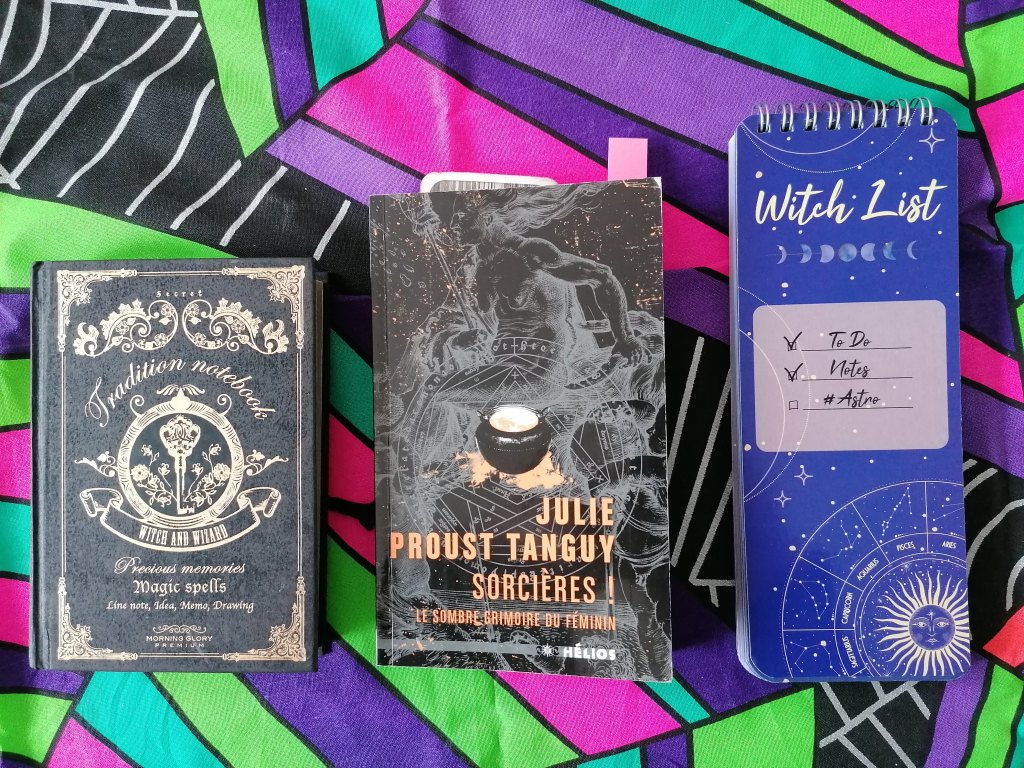 Secret
Tradition notebook
WITCH AND WIZARD
Precious memories
Magic spells
Line note, Idea, Memo, Drawing
MORNING GLORY
PREMIUM
JULIE
PROUST TANGUY
SORCIÈRES !
LE SOMBRE GRIMOIRE DU FÉMININ
HÉLIOS
Witch List
To Do
Notes
#Astro
SAGITTARIUS
CAPRICORN
AQUARIUS
PISCES
ARIES